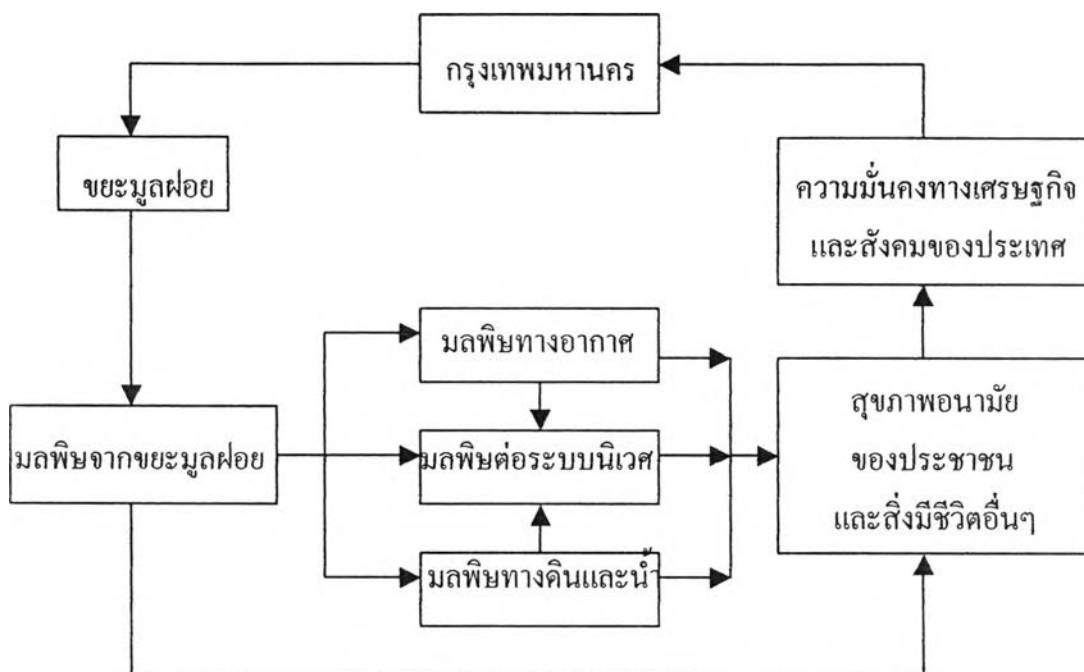 กรุงเทพมหานคร
ขยะมูลฝอย
ความมั่นคงทางเศรษฐกิจ
และสังคมของประเทศ
มลพิษทางอากาศ
มลพิษจากขยะมูลฝอย
มลพิษต่อระบบนิเวศ
มลพิษทางดินและน้ำ
สุขภาพอนามัย
ของประชาชน
และสิ่งมีชีวิตอื่นๆ